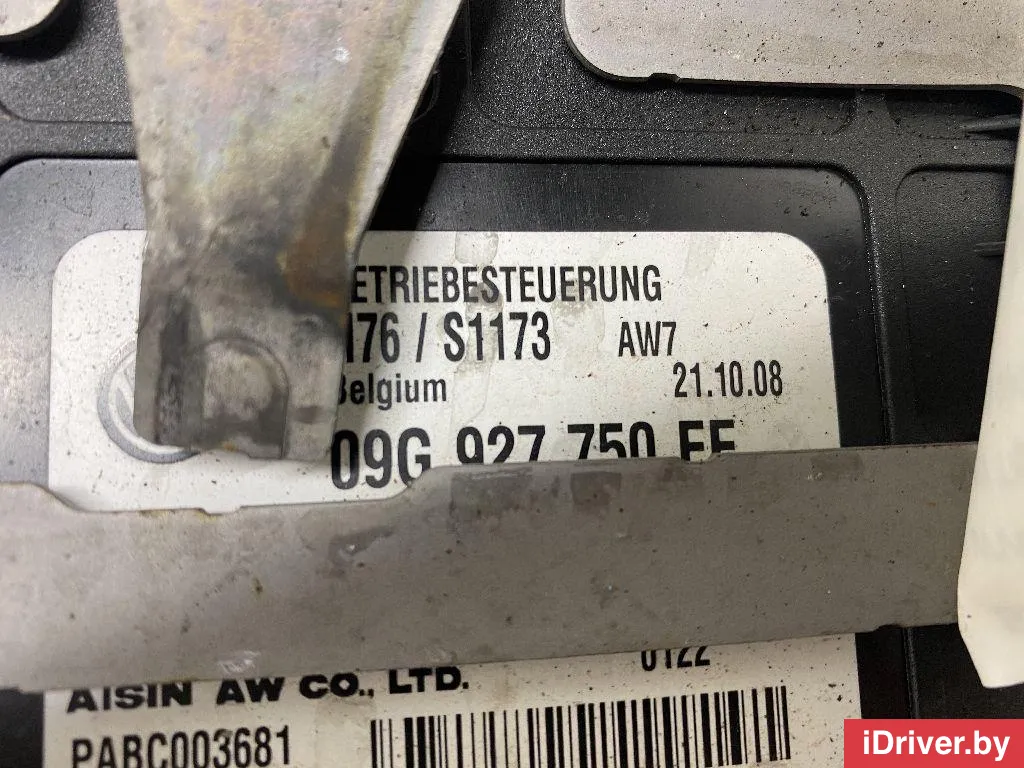 ETRIEBESTEUERUNG
176 / S1173 AW7
Belgium 21.10.08
09G 927 750
AISIN AW CO., LTD. 0122
PABC003681
iDriver.by